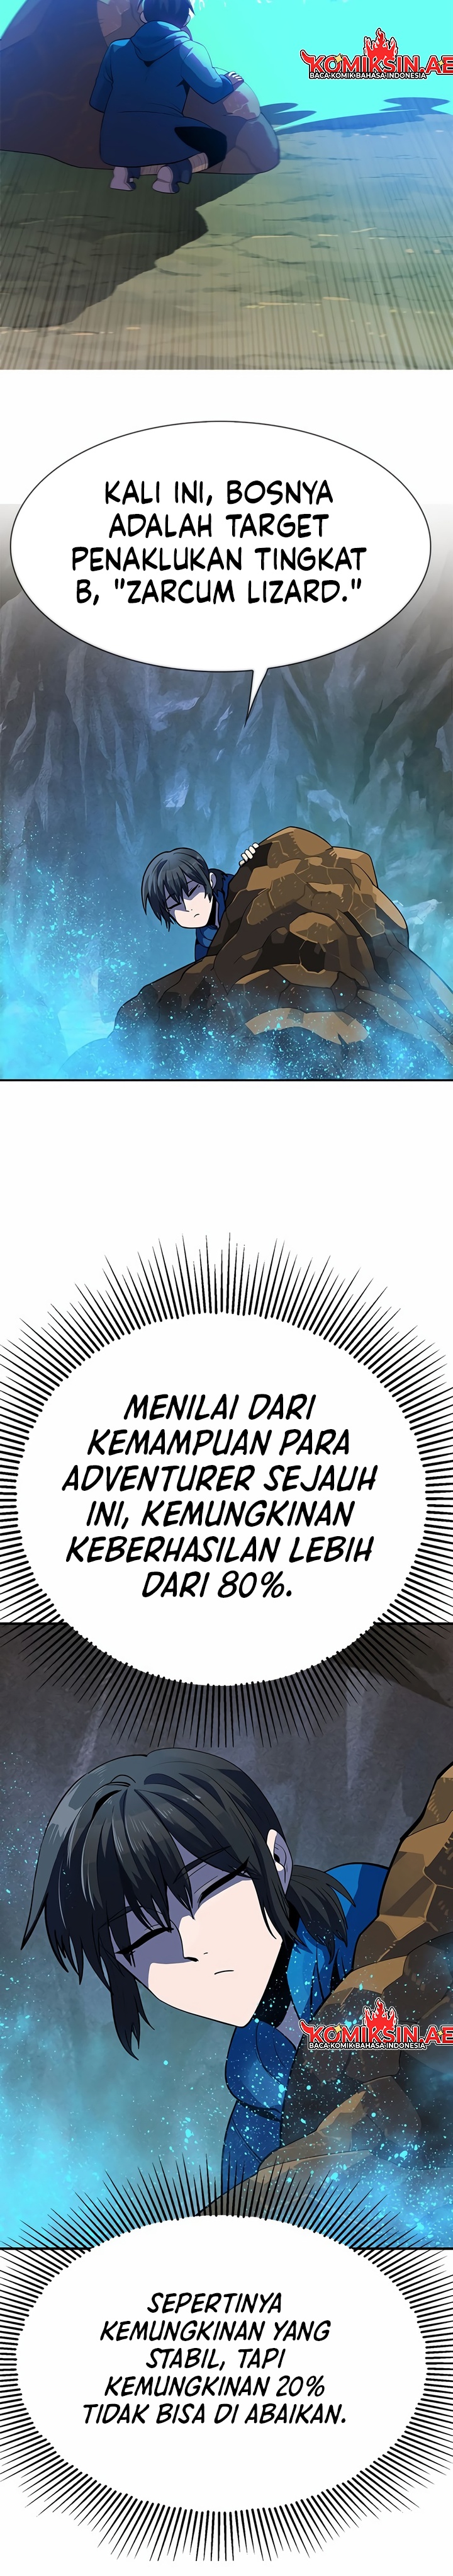 KOMIKSIN.AE
BACA KOMIK BAHASA INDONESIA
KALI INI, BOSNYA
ADALAH TARGET
PENAKLUKAN TINGKAT
B, "ZARCUM LIZARD."
MENILAI DARI
KEMAMPUAN PARA
ADVENTURER SEJAUH
INI, KEMUNGKINAN
KEBERHASILAN LEBIH
DARI 80%.
KOMIKSIN.AE
BACA KOMIK BAHASA INDONESIA
SEPERTINYA
KEMUNGKINAN YANG
STABIL, TAPI
KEMUNGKINAN 20%
TIDAK BISA DI ABAIKAN.